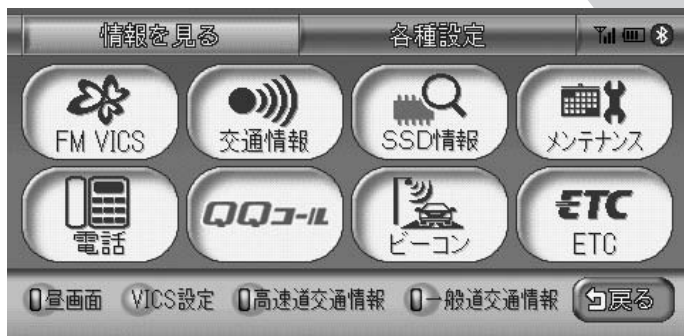 情報を見る 各種設定
FM VICS 交通情報 SSD情報 メンテナンス
電話 QQコール ビーコン ETC ETC
昼画面 VICS設定 高速道交通情報 一般道交通情報 戻る